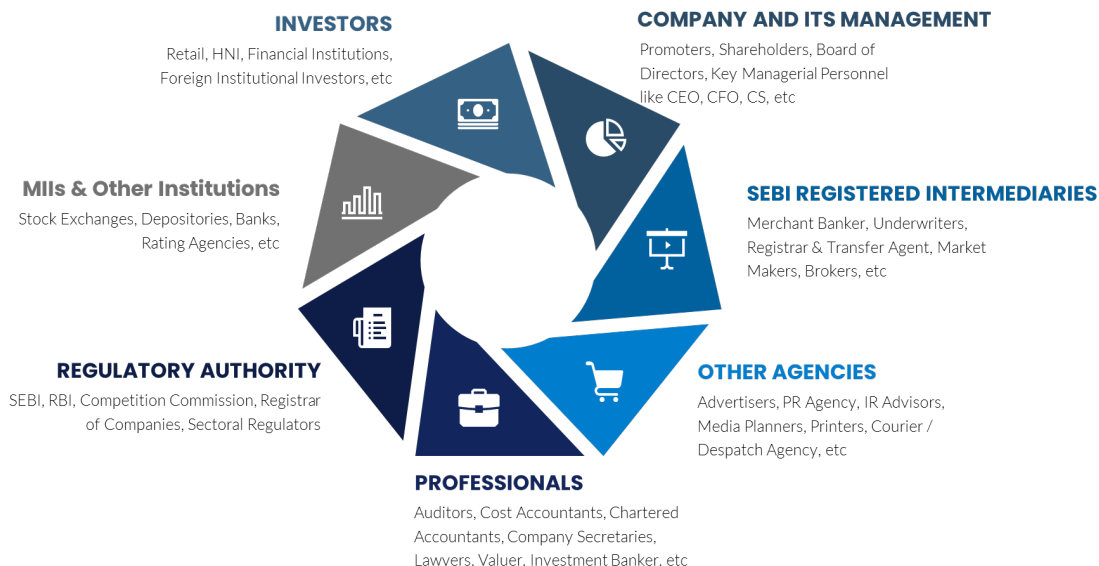 INVESTORS
Retail, HNI, Financial Institutions,
Foreign Institutional Investors, etc
COMPANY AND ITS MANAGEMENT
Promoters, Shareholders, Board of
Directors, Key Managerial Personnel
like CEO, CFO, CS, etc
MIIs & Other Institutions
Stock Exchanges, Depositories, Banks,
Rating Agencies, etc
SEBI REGISTERED INTERMEDIARIES
Merchant Banker, Underwriters,
Registrar & Transfer Agent, Market
Makers, Brokers, etc
REGULATORY AUTHORITY
SEBI, RBI, Competition Commission, Registrar
of Companies, Sectoral Regulators
OTHER AGENCIES
Advertisers, PR Agency, IR Advisors,
Media Planners, Printers, Courier /
Despatch Agency, etc
PROFESSIONALS
Auditors, Cost Accountants, Chartered
Accountants, Company Secretaries,
Lawyers, Valuer, Investment Banker, etc